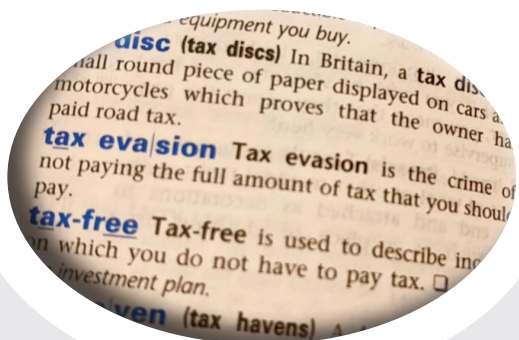 equipment you buy.
disc (tax discs) In Britain, a tax
small round piece of paper displayed on cars
motorcycles which proves that the owner
paid road tax.
tax eva|sion Tax evasion is the crime of
not paying the full amount of tax that you
pay.
tax-free Tax-free is used to describe
on which you do not have to pay tax. ❑
investment plan.
(tax havens) A